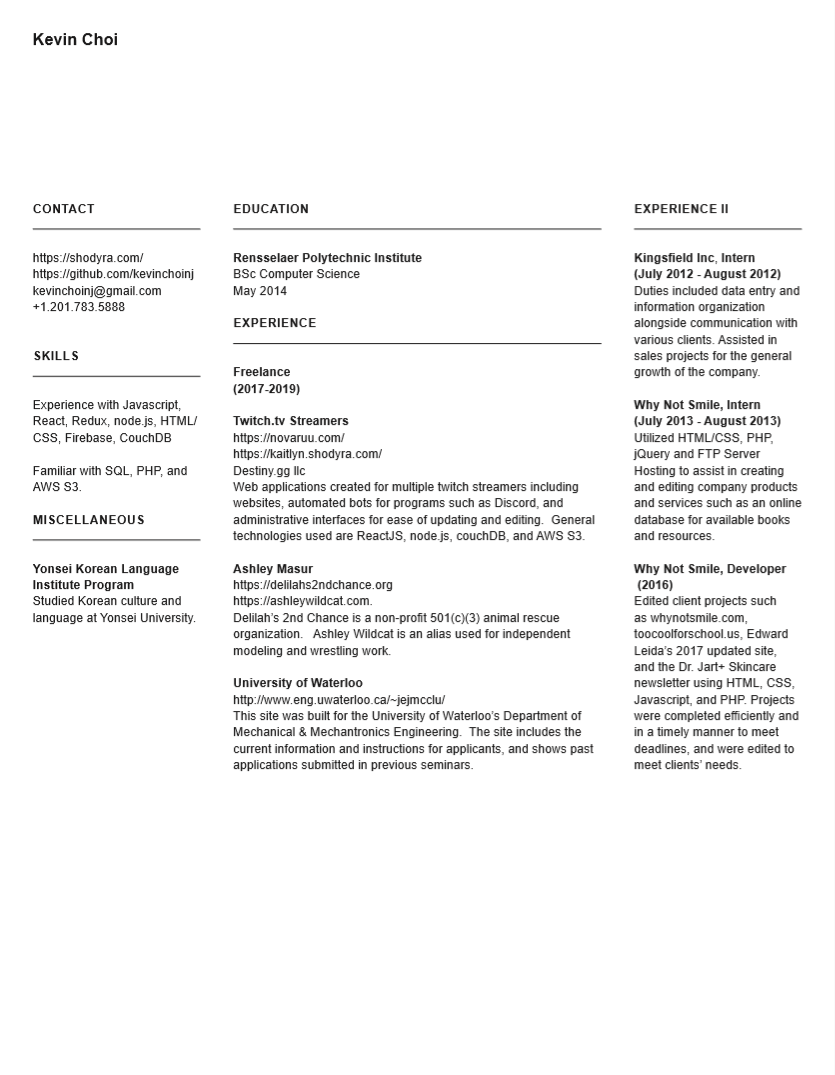 Kevin Choi
CONTACT
https://shodyra.com/
https://github.com/kevinchoinj
kevinchoinj@gmail.com
+1.201.783.5888
SKILLS
Experience with Javascript,
React, Redux, node.js, HTML/
CSS, Firebase, CouchDB
Familiar with SQL, PHP, and
AWS S3.
MISCELLANEOUS
Yonsei Korean Language
Institute Program
Studied Korean culture and
language at Yonsei University.
EDUCATION
Rensselaer Polytechnic Institute
BSc Computer Science
May 2014
EXPERIENCE
Freelance
(2017-2019)
Twitch.tv Streamers
https://novaruu.com/
https://kaitlyn.shodyra.com/
Destiny.gg llc
Web applications created for multiple twitch streamers including
websites, automated bots for programs such as Discord, and
administrative interfaces for ease of updating and editing.  General
technologies used are ReactJS, node.js, couchDB, and AWS S3.
Ashley Masur
https://delilahs2ndchance.org
https://ashleywildcat.com.
Delilah's 2nd Chance is a non-profit 501(c)(3) animal rescue
organization.   Ashley Wildcat is an alias used for independent
modeling and wrestling work.
University of Waterloo
http://www.eng.uwaterloo.ca/~jejmcclu/
This site was built for the University of Waterloo's Department of
Mechanical & Mechantronics Engineering.  The site includes the
current information and instructions for applicants, and shows past
applications submitted in previous seminars.
EXPERIENCE II
Kingsfield Inc, Intern
(July 2012 - August 2012)
Duties included data entry and
information organization
alongside communication with
various clients. Assisted in
sales projects for the general
growth of the company.
Why Not Smile, Intern
(July 2013 - August 2013)
Utilized HTML/CSS, PHP,
jQuery and FTP Server
Hosting to assist in creating
and editing company products
and services such as an online
database for available books
and resources.
Why Not Smile, Developer
(2016)
Edited client projects such
as whynotsmile.com,
toocoolforschool.us, Edward
Leida's 2017 updated site,
and the Dr. Jart+ Skincare
newsletter using HTML, CSS,
Javascript, and PHP. Projects
were completed efficiently and
in a timely manner to meet
deadlines, and were edited to
meet clients' needs.